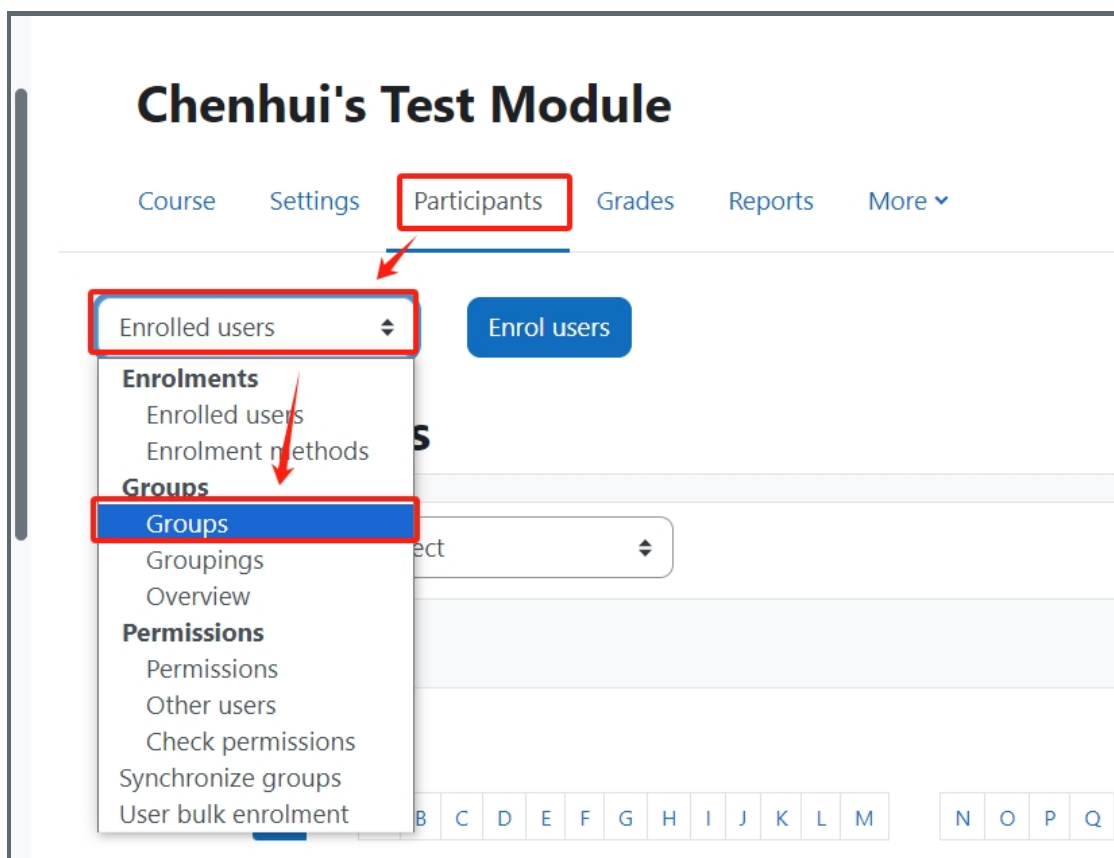 Chenhui's Test Module
Course Settings Participants Grades Reports More
Enrolled users Enrol users
Enrolments
Enrolled users
Enrolment methods
s
Groups
Groups
ect
Groupings
Overview
Permissions
Permissions
Other users
Check permissions
Synchronize groups
User bulk enrolment
B C D E F G H I J K L M N O P Q